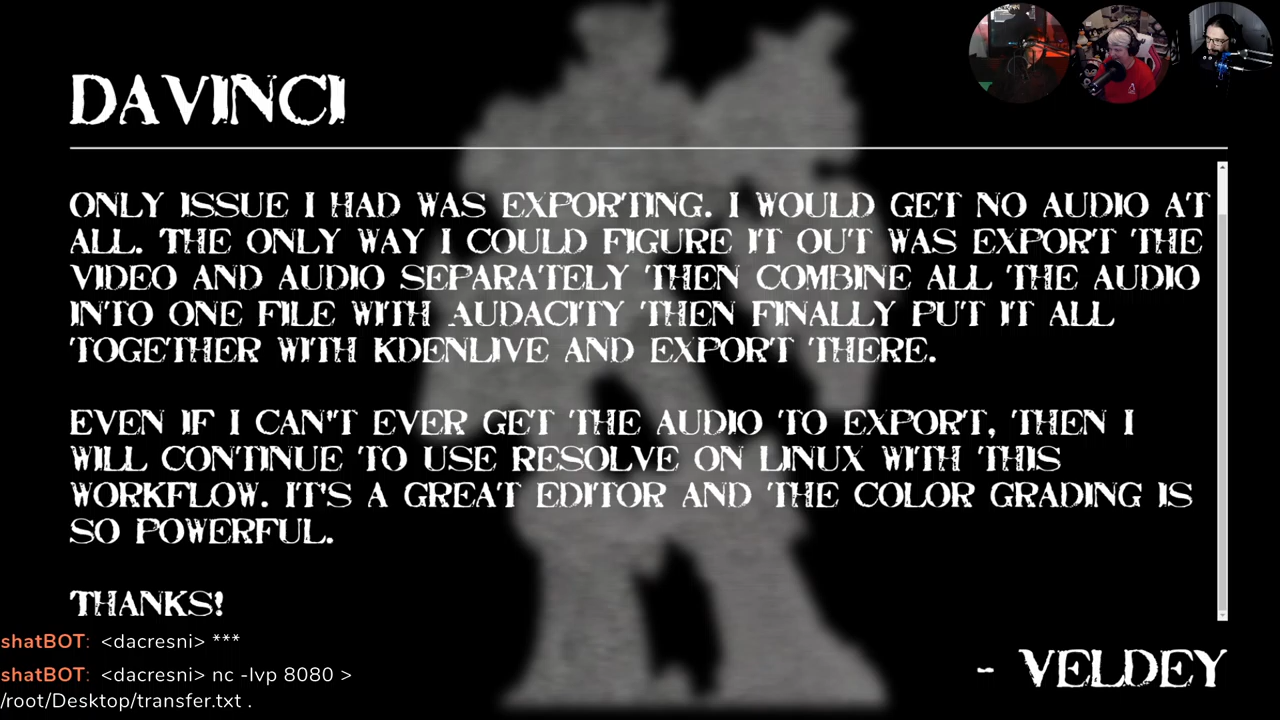 DAVINCI
ONLY ISSUE I HAD WAS EXPORTING. I WOULD GET NO AUDIO AT
ALL. THE ONLY WAY I COULD FIGURE IT OUT WAS EXPORT THE
VIDEO AND AUDIO SEPARATELY THEN COMBINE ALL THE AUDIO
INTO ONE FILE WITH AUDACITY THEN FINALLY PUT IT ALL
TOGETHER WITH KDENLIVE AND EXPORT THERE.
EVEN IF I CAN'T EVER GET THE AUDIO TO EXPORT, THEN I
WILL CONTINUE TO USE RESOLVE ON LINUX WITH THIS
WORKFLOW. IT'S A GREAT EDITOR AND THE COLOR GRADING IS
SO POWERFUL.
THANKS!
shatBOT: <dacresni> ***
shatBOT: <dacresni> nc -lvp 8080 >
/root/Desktop/transfer.txt .
- VELDEY